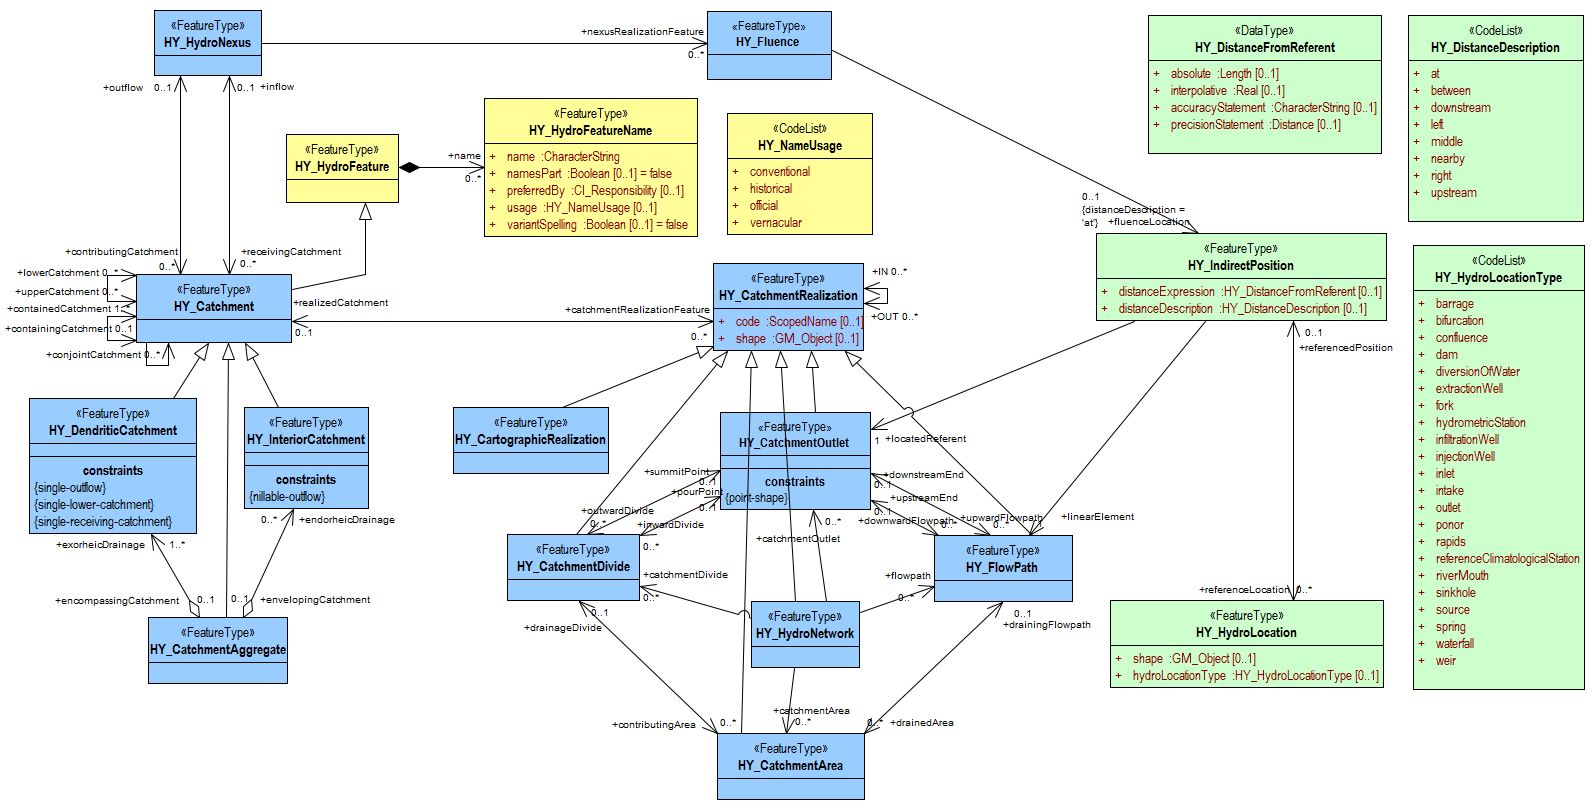 «FeatureType»
HY_HydroNexus
+nexusRealizationFeature
0..*
«FeatureType»
HY_Fluence
+outflow
0..1
0..1
+inflow
«DataType»
HY_DistanceFromReferent
+ absolute :Length [0..1]
+ interpolative :Real [0..1]
+ accuracyStatement :CharacterString [0..1]
+ precisionStatement :Distance [0..1]
«CodeList»
HY_DistanceDescription
+ at
+ between
+ downstream
+ left
+ middle
+ nearby
+ right
+ upstream
«FeatureType»
HY_HydroFeature
+name
0..*
«FeatureType»
HY_HydroFeatureName
+ name :CharacterString
+ namesPart :Boolean [0..1] = false
+ preferredBy :CI_Responsibility [0..1]
+ usage :HY_NameUsage [0..1]
+ variantSpelling :Boolean [0..1] = false
«CodeList»
HY_NameUsage
+ conventional
+ historical
+ official
+ vernacular
0..1
{distanceDescription =
'at'} +fluenceLocation
«FeatureType»
HY_IndirectPosition
+ distanceExpression :HY_DistanceFromReferent [0..1]
+ distanceDescription :HY_DistanceDescription [0..1]
0..1
+referencedPosition
+contributingCatchment
0..*
+receivingCatchment
0..*
+lowerCatchment 0..*
+upperCatchment 0..*
+containedCatchment 1..*
+containingCatchment 0..1
+conjointCatchment 0..*
«FeatureType»
HY_Catchment
+realizedCatchment
0..1
+catchmentRealizationFeature
0..*
«FeatureType»
HY_CatchmentRealization
+ code :ScopedName [0..1]
+ shape :GM_Object [0..1]
+IN 0..*
+OUT 0..*
«CodeList»
HY_HydroLocationType
+ barrage
+ bifurcation
+ confluence
+ dam
+ diversionOfWater
+ extractionWell
+ fork
+ hydrometricStation
+ infiltrationWell
+ injectionWell
+ inlet
+ intake
+ outlet
+ ponor
+ rapids
+ referenceClimatologicalStation
+ riverMouth
+ sinkhole
+ source
+ spring
+ waterfall
+ weir
«FeatureType»
HY_DendriticCatchment
constraints
{single-outflow}
{single-lower-catchment}
{single-receiving-catchment}
«FeatureType»
HY_InteriorCatchment
constraints
{nillable-outflow}
0..*
+endorheicDrainage
+exorheicDrainage
1..*
+encompassingCatchment
0..1
0..1
+envelopingCatchment
«FeatureType»
HY_CatchmentAggregate
«FeatureType»
HY_CartographicRealization
«FeatureType»
HY_CatchmentOutlet
constraints
{point-shape}
1
+locatedReferent
+summitPoint
0..1
+pourPoint
0..1
+outwardDivide
0..*
+inwardDivide
0..*
+downstreamEnd
0..1
+upstreamEnd
0..1
+downwardFlowpath
0..*
+upwardFlowpath
0..*
1
+linearElement
0..*
+catchmentOutlet
«FeatureType»
HY_CatchmentDivide
+catchmentDivide
0..*
+flowpath
0..*
«FeatureType»
HY_FlowPath
«FeatureType»
HY_HydroNetwork
0..1
+drainageDivide
0..1
+drainingFlowpath
+referenceLocation
0..*
«FeatureType»
HY_HydroLocation
+ shape :GM_Object [0..1]
+ hydroLocationType :HY_HydroLocationType [0..1]
+contributingArea
0..*
+catchmentArea
0..*
0..*
+drainedArea
«FeatureType»
HY_CatchmentArea